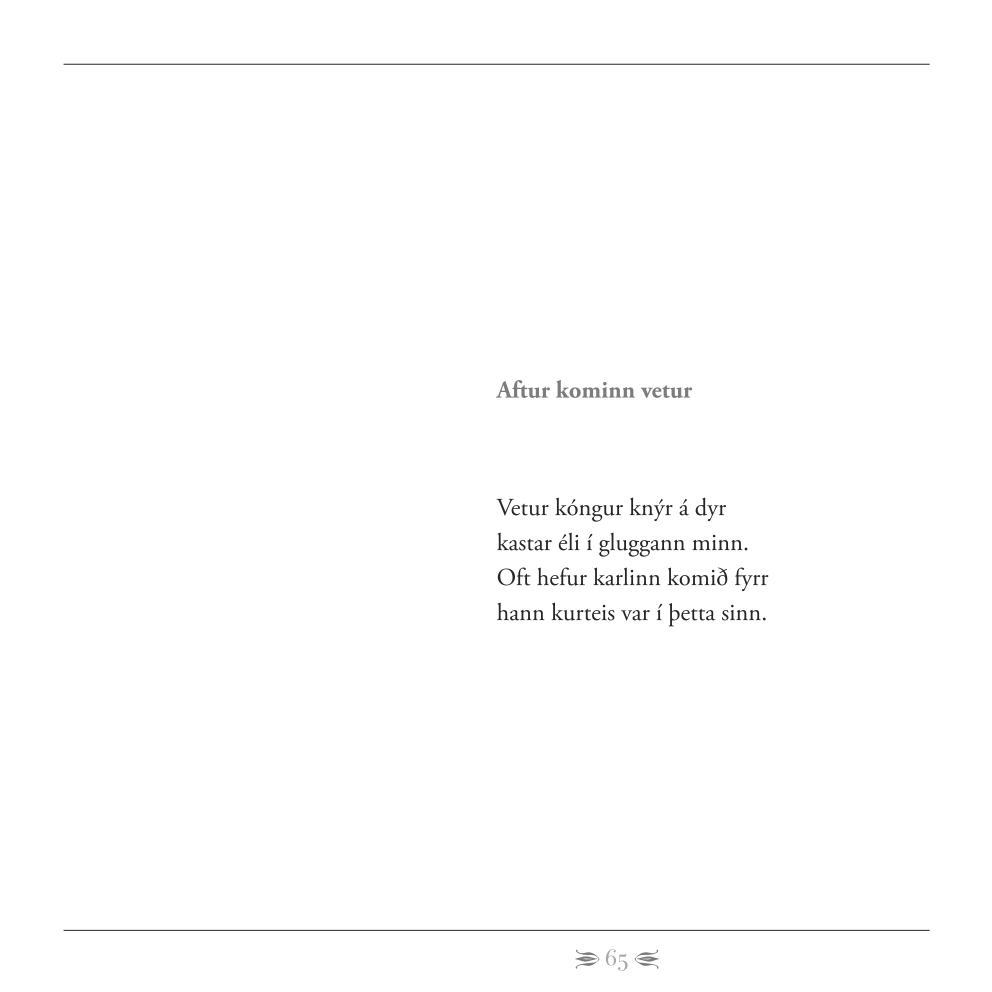 Aftur kominn vetur
Vetur kóngur knýr á dyr
kastar éli í gluggann minn.
Oft hefur karlinn komið fyrr
hann kurteis var í þetta sinn.
65